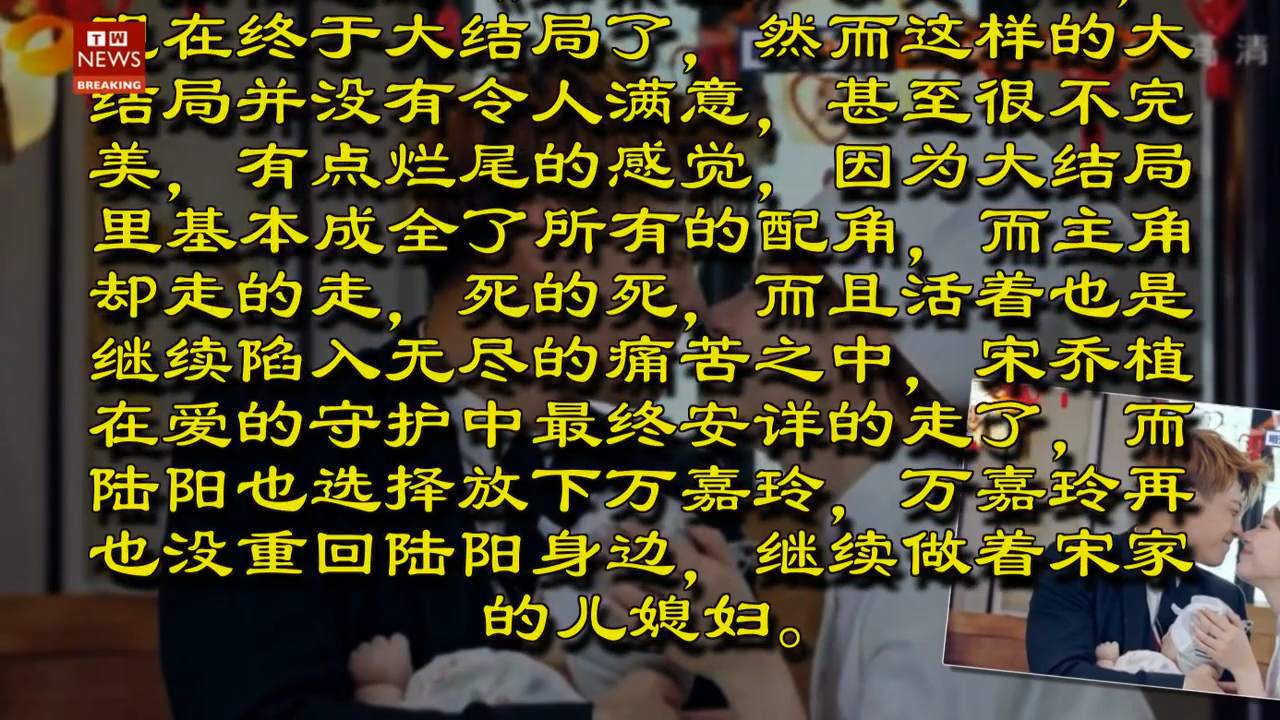 在终于大结局了，然而这样的大
结局并没有令人满意，甚至很不完
美，有点烂尾的感觉，因为大结局
里基本成全了所有的配角，而主角
却走的走，死的死，而且活着也是
继续陷入无尽的痛苦之中，宋乔植
在爱的守护中最终安详的走了，而
陆阳也选择放下万嘉玲，万嘉玲再
也没重回陆阳身边，继续做着宋家
的儿媳妇。
TW
NEWS
BREAKING
高清